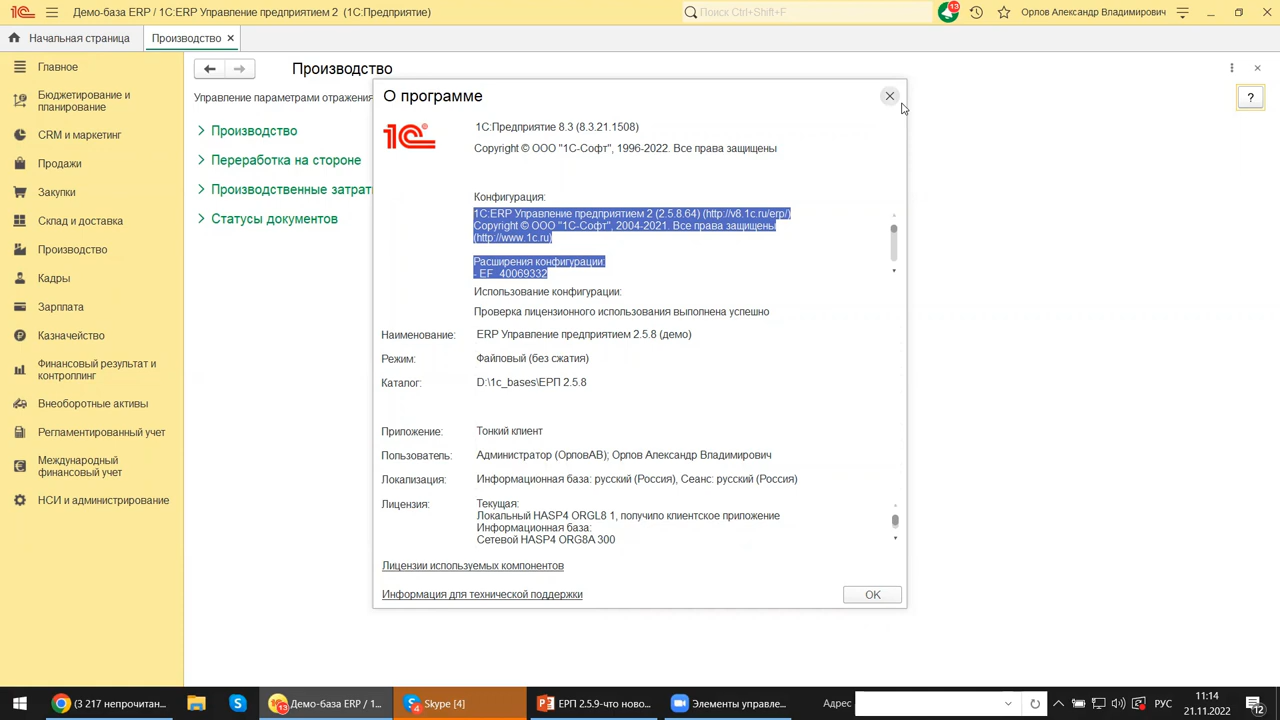 1С
Демо-база ERP / 1С:ERP Управление предприятием 2 (1С:Предприятие)
Поиск Ctrl+Shift+F
13
Орлов Александр Владимирович
Начальная страница
Производство ×
Главное
Бюджетирование и
планирование
CRM и маркетинг
Продажи
Закупки
Склад и доставка
Производство
Кадры
Зарплата
Казначейство
Финансовый результат и
контроллинг
Внеоборотные активы
Регламентированный учет
Международный
финансовый учет
НСИ и администрирование
Производство
?
Управление параметрами отражения
Производство
Переработка на стороне
Производственные затрат
Статусы документов
О программе
1С
1С:Предприятие 8.3 (8.3.21.1508)
Copyright © ООО "1С-Софт", 1996-2022. Все права защищены
Конфигурация:
1С:ERP Управление предприятием 2 (2.5.8.64) (http://v8.1c.ru/erp/)
Copyright © ООО "1С-Софт", 2004-2021. Все права защищены
(http://www.1c.ru)
Расширения конфигурации:
- EF_40069332
Использование конфигурации:
Проверка лицензионного использования выполнена успешно
Наименование: ERP Управление предприятием 2.5.8 (демо)
Режим: Файловый (без сжатия)
Каталог: D:\1c_bases\ЕРП 2.5.8
Приложение: Тонкий клиент
Пользователь: Администратор (ОрловАВ); Орлов Александр Владимирович
Локализация: Информационная база: русский (Россия), Сеанс: русский (Россия)
Лицензия: Текущая:
Локальный HASP4 ORGL8 1, получило клиентское приложение
Информационная база:
Сетевой HASP4 ORG8A 300
Лицензии используемых компонентов
Информация для технической поддержки
OK
(3 217 непрочитан...
13
Демо-база ERP / 1...
4
Skype [4]
ЕРП 2.5.9-что ново...
Элементы управле...
Адрес
РУС
11:14
21.11.2022
12